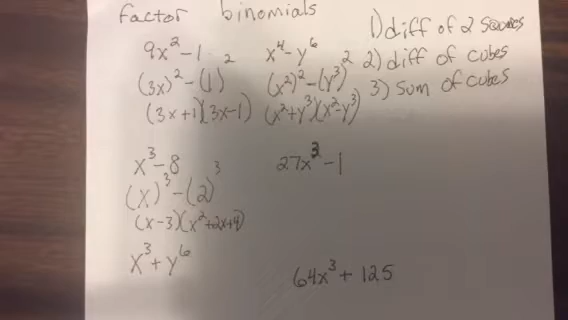 factor binomials
1) diff of 2 squares
2) diff of cubes
3) sum of cubes
9x² - 1
(3x)² - (1)²
(3x+1)(3x-1)
x⁴ - y⁶
(x²)² - (y³)²
(x²+y³)(x²-y³)
x³ - 8
(x)³ - (2)³
(x-3)(x²+2x+4)
27x³ - 1
x³ + y⁶
64x³ + 125